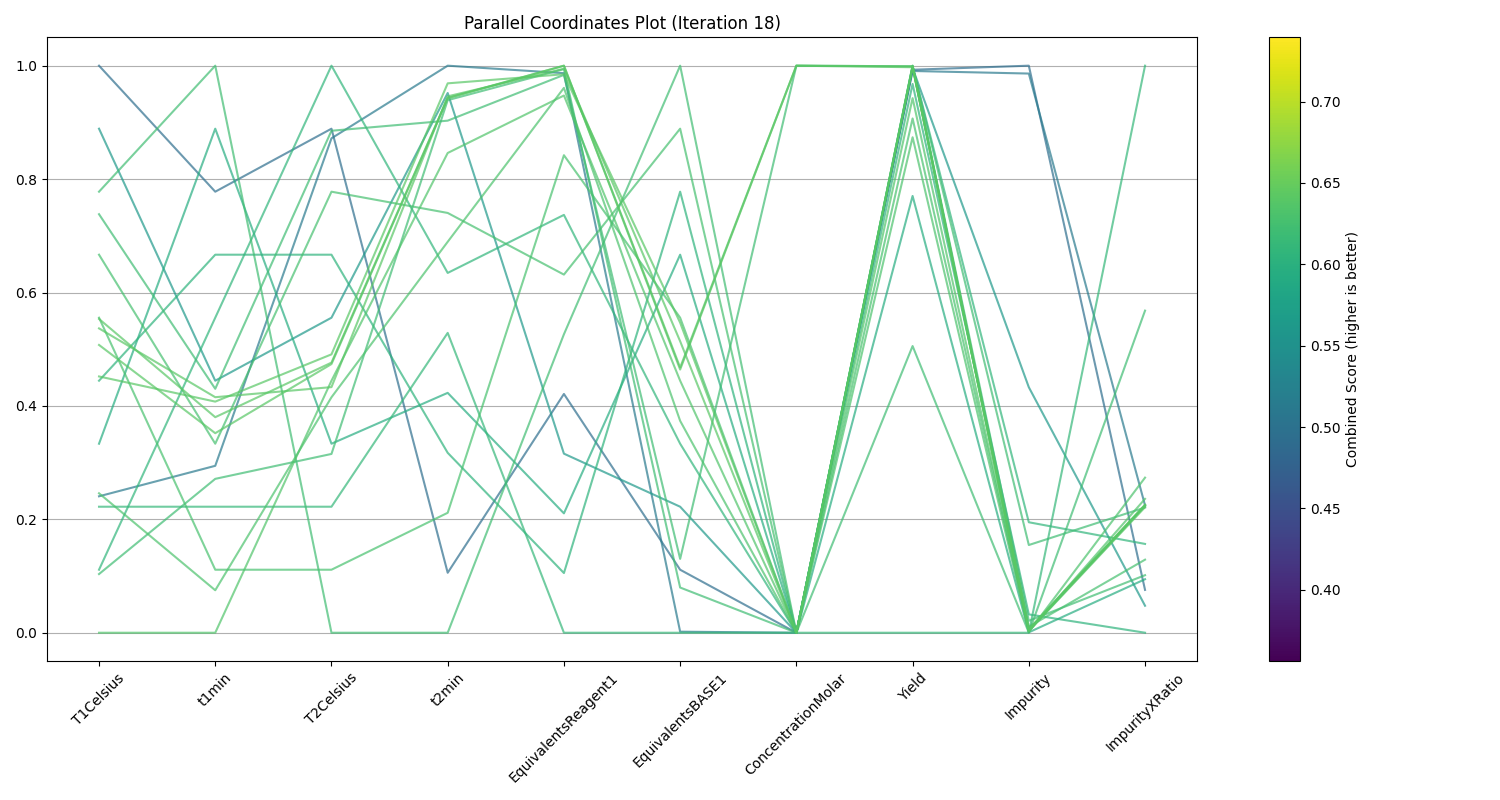 Parallel Coordinates Plot (Iteration 18)
1.0
0.8
0.6
0.4
0.2
0.0
T1Celsius
t1min
T2Celsius
t2min
EquivalentsReagent1
EquivalentsBASE1
ConcentrationMolar
Yield
Impurity
ImpurityXRatio
0.70
0.65
0.60
0.55
0.50
0.45
0.40
Combined Score (higher is better)